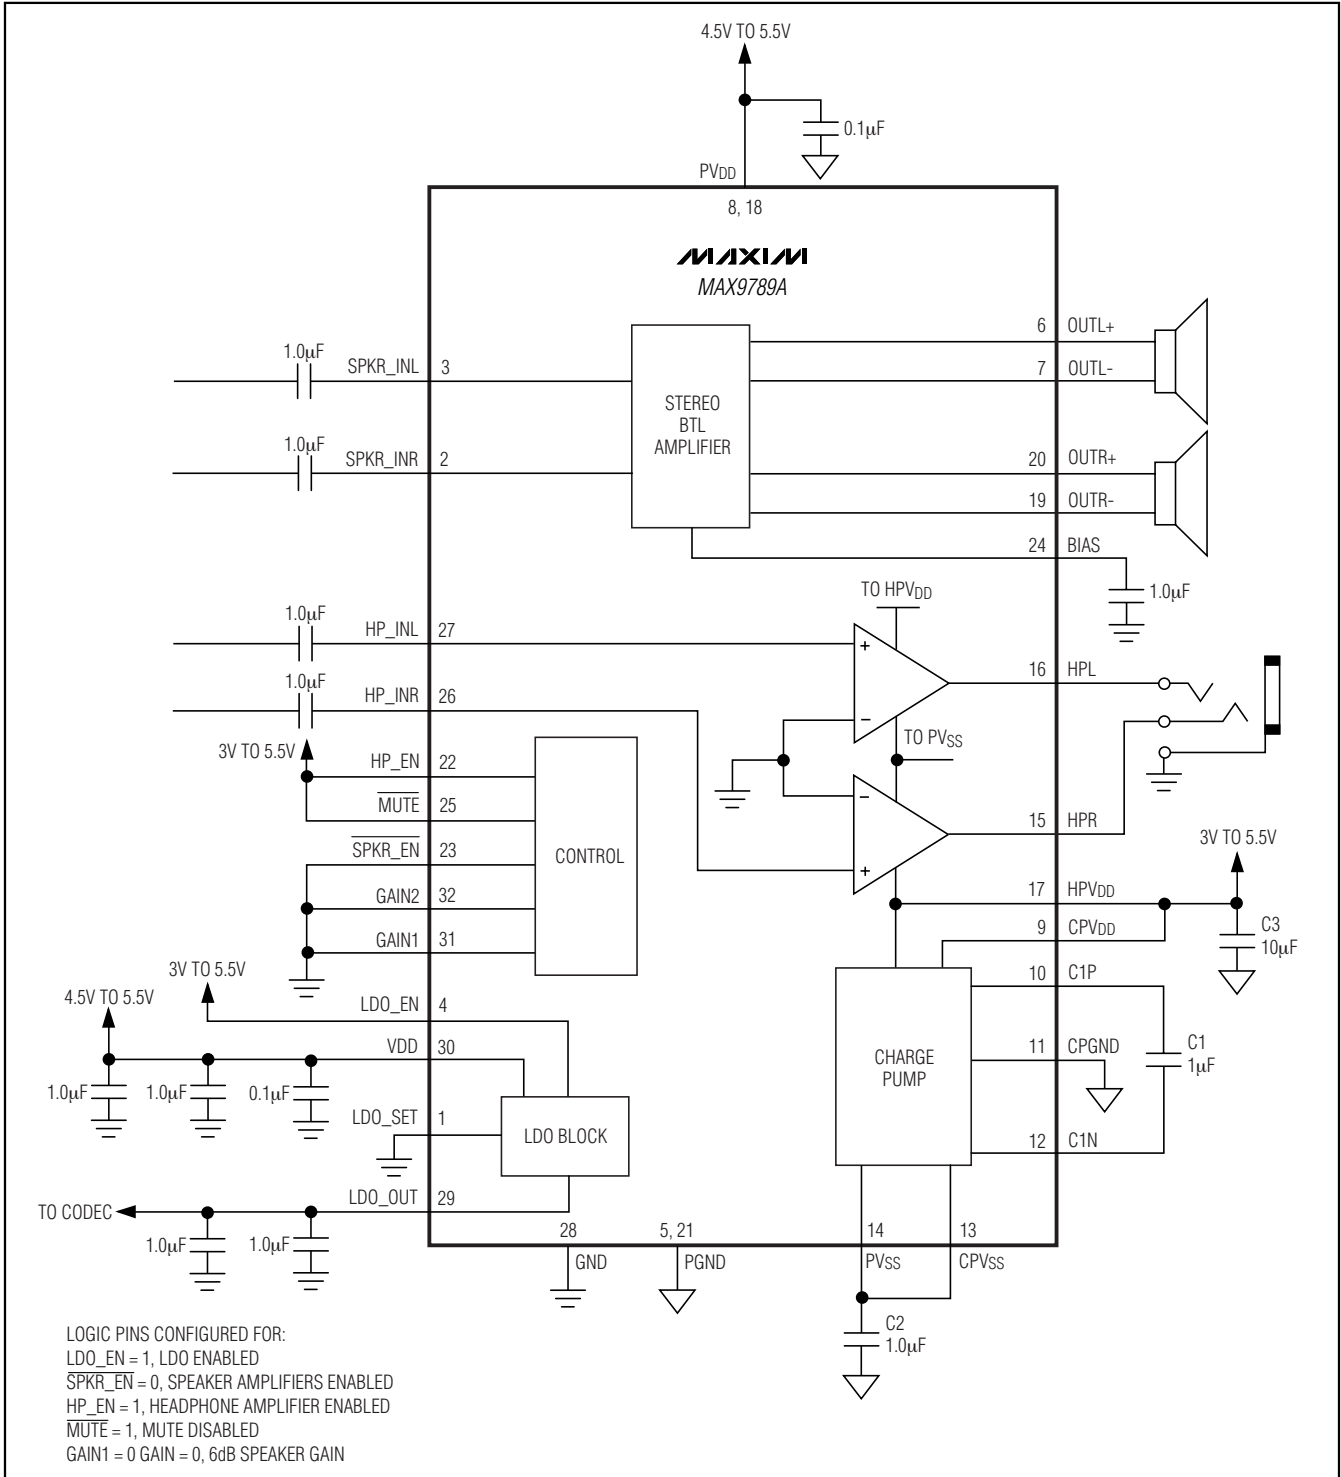 4.5V TO 5.5V
0.1μF
PVDD
8, 18
MAXIM
MAX9789A
1.0μF
SPKR_INL
3
6
OUTL+
7
OUTL-
STEREO
BTL
AMPLIFIER
1.0μF
SPKR_INR
2
20
OUTR+
19
OUTR-
24
BIAS
1.0μF
TO HPVDD
1.0μF
HP_INL
27
+
−
16
HPL
1.0μF
HP_INR
26
TO PVSS
3V TO 5.5V
HP_EN
22
MUTE
25
SPKR_EN
23
GAIN2
32
GAIN1
31
CONTROL
−
+
15
HPR
3V TO 5.5V
17
HPVDD
9
CPVDD
C3
10μF
10
C1P
11
CPGND
C1
1μF
12
C1N
CHARGE
PUMP
3V TO 5.5V
4.5V TO 5.5V
LDO_EN
4
VDD
30
1.0μF
1.0μF
0.1μF
LDO_SET
1
LDO BLOCK
LDO_OUT
29
TO CODEC
1.0μF
1.0μF
28
GND
5, 21
PGND
14
PVSS
13
CPVSS
C2
1.0μF
LOGIC PINS CONFIGURED FOR:
LDO_EN = 1, LDO ENABLED
SPKR_EN = 0, SPEAKER AMPLIFIERS ENABLED
HP_EN = 1, HEADPHONE AMPLIFIER ENABLED
MUTE = 1, MUTE DISABLED
GAIN1 = 0 GAIN = 0, 6dB SPEAKER GAIN